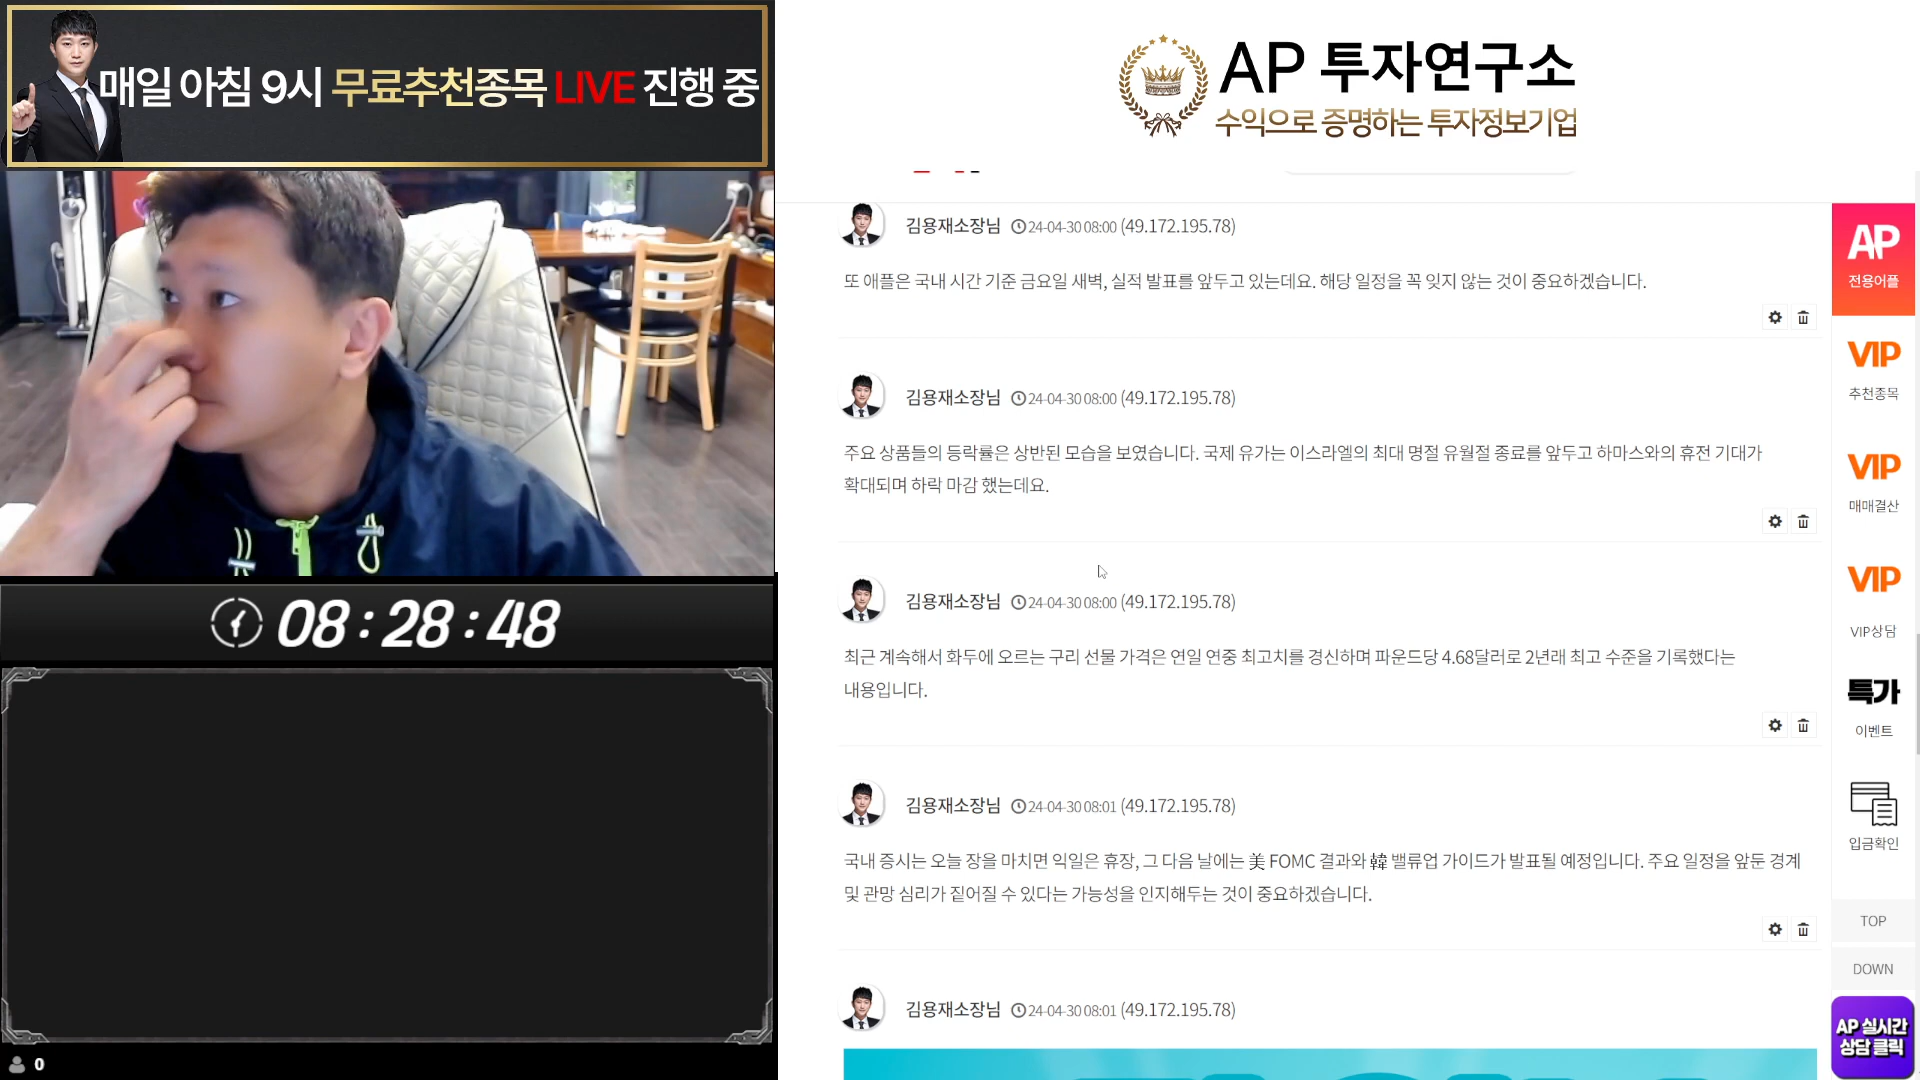 매일 아침 9시 무료추천종목 LIVE 진행 중
08:28:48
0
AP 투자연구소
수익으로 증명하는 투자정보기업
김용재소장님 24-04-30 08:00 (49.172.195.78)
또 애플은 국내 시간 기준 금요일 새벽, 실적 발표를 앞두고 있는데요. 해당 일정을 꼭 잊지 않는 것이 중요하겠습니다.
김용재소장님 24-04-30 08:00 (49.172.195.78)
주요 상품들의 등락률은 상반된 모습을 보였습니다. 국제 유가는 이스라엘의 최대 명절 유월절 종료를 앞두고 하마스와의 휴전 기대가
확대되며 하락 마감 했는데요.
김용재소장님 24-04-30 08:00 (49.172.195.78)
최근 계속해서 화두에 오르는 구리 선물 가격은 연일 연중 최고치를 경신하며 파운드당 4.68달러로 2년래 최고 수준을 기록했다는
내용입니다.
김용재소장님 24-04-30 08:01 (49.172.195.78)
국내 증시는 오늘 장을 마치면 익일은 휴장, 그 다음 날에는 美 FOMC 결과와 韓 밸류업 가이드가 발표될 예정입니다. 주요 일정을 앞둔 경계
및 관망 심리가 짙어질 수 있다는 가능성을 인지해두는 것이 중요하겠습니다.
김용재소장님 24-04-30 08:01 (49.172.195.78)
AP
전용어플
VIP
추천종목
VIP
매매결산
VIP
VIP상담
특가
이벤트
입금확인
TOP
DOWN
AP 실시간
상담 클릭